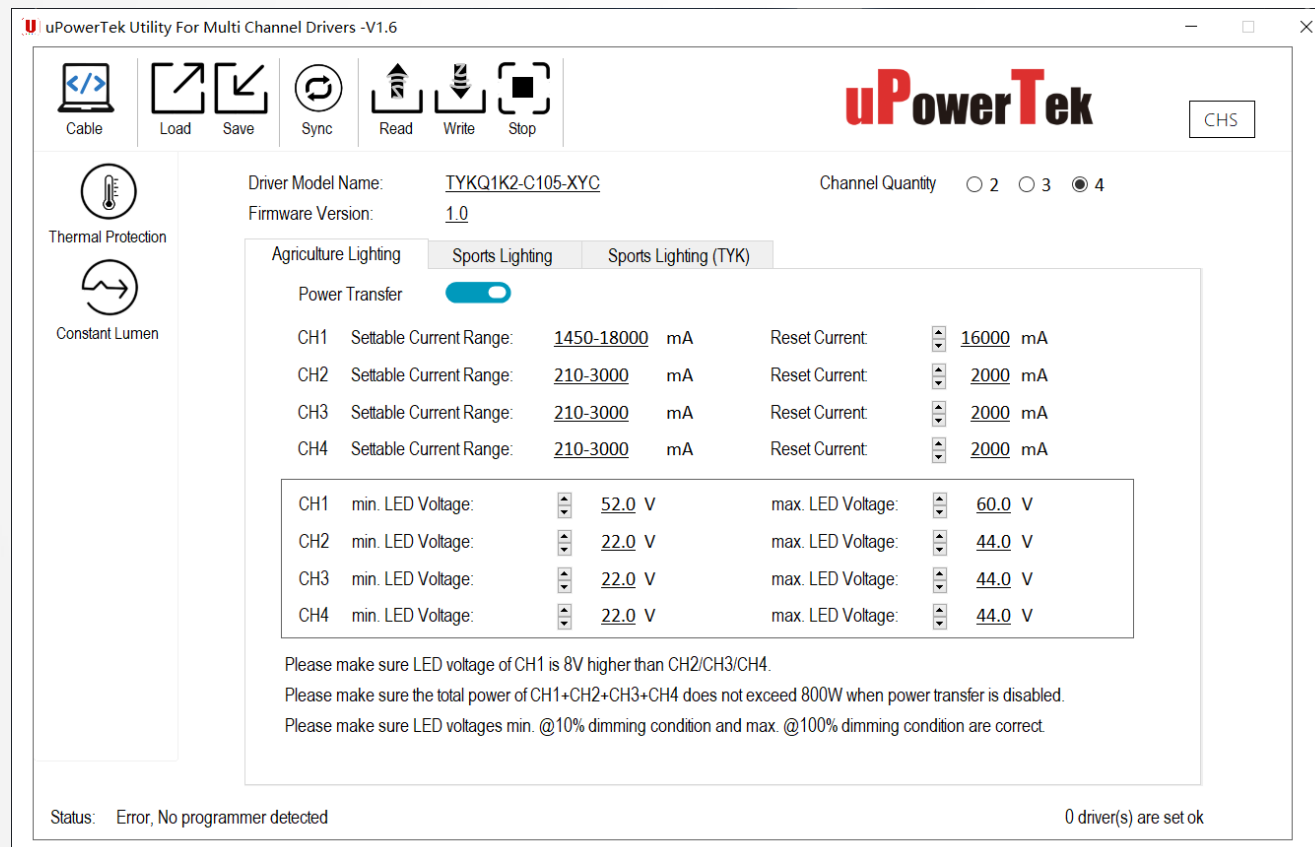 uPowerTek Utility For Multi Channel Drivers -V1.6
</>
Cable Load Save Sync Read Write Stop
uPowerTek
CHS
Thermal Protection
Constant Lumen
Driver Model Name: TYKQ1K2-C105-XYC Channel Quantity 2 3 4
Firmware Version: 1.0
Agriculture Lighting Sports Lighting Sports Lighting (TYK)
Power Transfer
CH1 Settable Current Range: 1450-18000 mA Reset Current: 16000 mA
CH2 Settable Current Range: 210-3000 mA Reset Current: 2000 mA
CH3 Settable Current Range: 210-3000 mA Reset Current: 2000 mA
CH4 Settable Current Range: 210-3000 mA Reset Current: 2000 mA
CH1 min. LED Voltage: 52.0 V max. LED Voltage: 60.0 V
CH2 min. LED Voltage: 22.0 V max. LED Voltage: 44.0 V
CH3 min. LED Voltage: 22.0 V max. LED Voltage: 44.0 V
CH4 min. LED Voltage: 22.0 V max. LED Voltage: 44.0 V
Please make sure LED voltage of CH1 is 8V higher than CH2/CH3/CH4.
Please make sure the total power of CH1+CH2+CH3+CH4 does not exceed 800W when power transfer is disabled.
Please make sure LED voltages min. @10% dimming condition and max. @100% dimming condition are correct.
Status: Error, No programmer detected 0 driver(s) are set ok